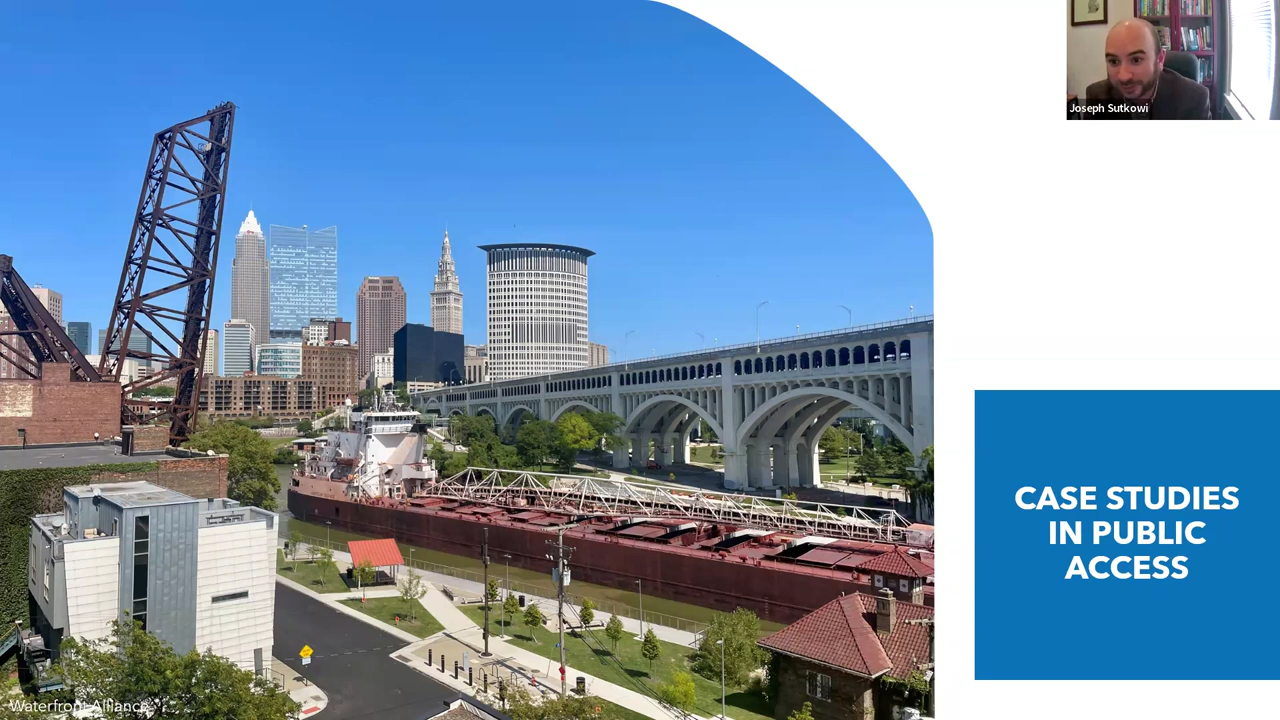 Joseph Sutkowi
CASE STUDIES
IN PUBLIC
ACCESS
Waterfront Alliance